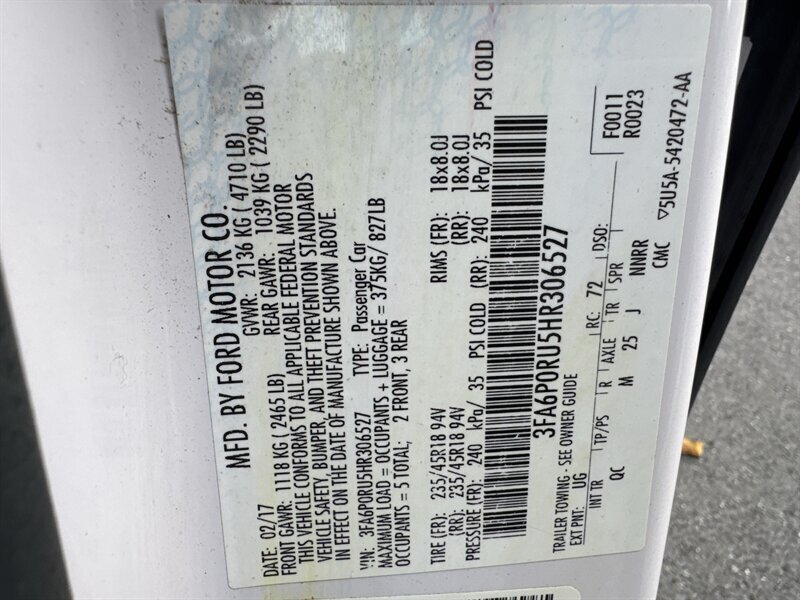 MFD. BY FORD MOTOR CO.
DATE: 02/17 GVWR: 2136 KG ( 4710 LB)
FRONT GAWR: 1118 KG ( 2465 LB) REAR GAWR: 1039 KG ( 2290 LB)
THIS VEHICLE CONFORMS TO ALL APPLICABLE FEDERAL MOTOR
VEHICLE SAFETY, BUMPER, AND THEFT PREVENTION STANDARDS
IN EFFECT ON THE DATE OF MANUFACTURE SHOWN ABOVE.
VIN: 3FA6P0RU5HR306527 TYPE: Passenger Car
MAXIMUM LOAD = OCCUPANTS + LUGGAGE = 375KG/ 827LB
OCCUPANTS = 5 TOTAL; 2 FRONT, 3 REAR
TIRE (FR): 235/45R18 94V RIMS (FR): 18x8.0J
(RR): 235/45R18 94V (RR): 18x8.0J
PRESSURE (FR): 240 kPa/ 35 PSI COLD (RR): 240 kPa/ 35 PSI COLD
3FA6P0RU5HR306527
TRAILER TOWING - SEE OWNER GUIDE F0011
R0023
EXT PNT: UG RC: 72 DSO:
INT TR TP/PS R AXLE TR SPR
QC M 25 J NNRR
CMC ▽5U5A-5420472-AA